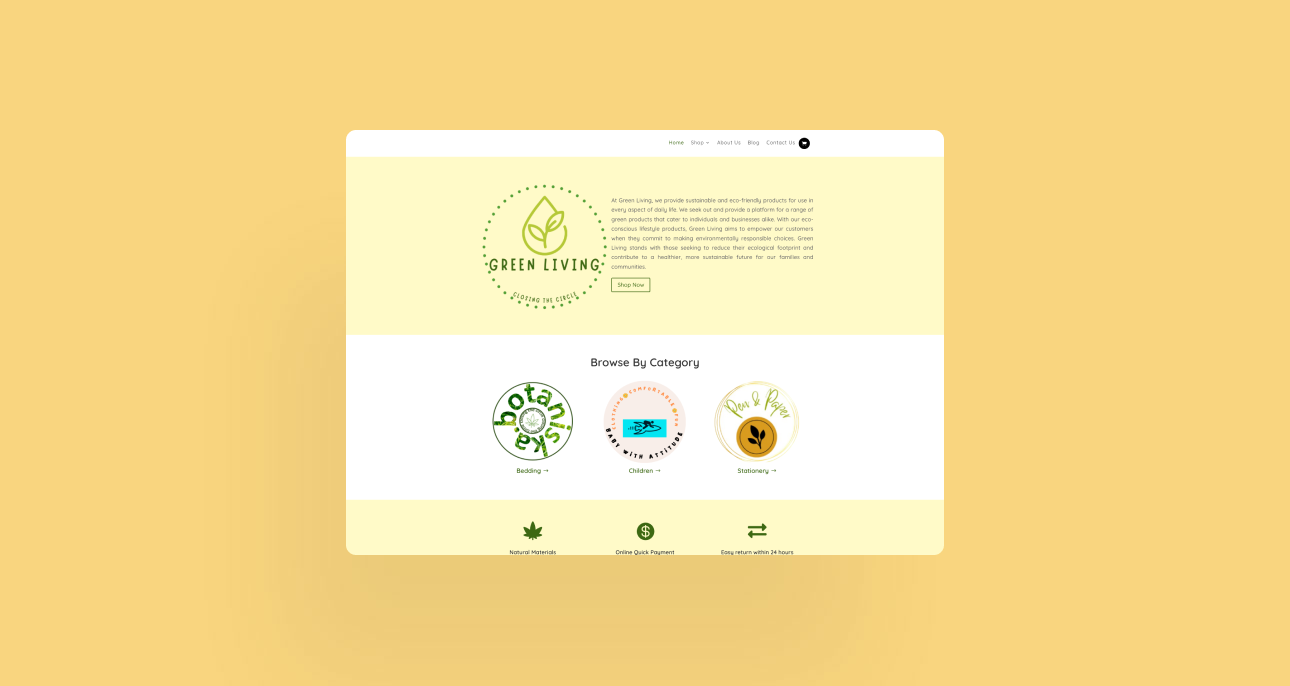 Home Shop About Us Blog Contact Us
GREEN LIVING
CLOSING THE CIRCLE
At Green Living, we provide sustainable and eco-friendly products for use in
every aspect of daily life. We seek out and provide a platform for a range of
green products that cater to individuals and businesses alike. With our eco-
conscious lifestyle products, Green Living aims to empower our customers
when they commit to making environmentally responsible choices. Green
Living stands with those seeking to reduce their ecological footprint and
contribute to a healthier, more sustainable future for our families and
communities.
Shop Now
Browse By Category
botaniska.
CLOTHING COMFORTABLE FUN
BABY WITH ATTITUDE
Pen & Paper
Bedding →
Children →
Stationery →
Natural Materials
Online Quick Payment
Easy return within 24 hours